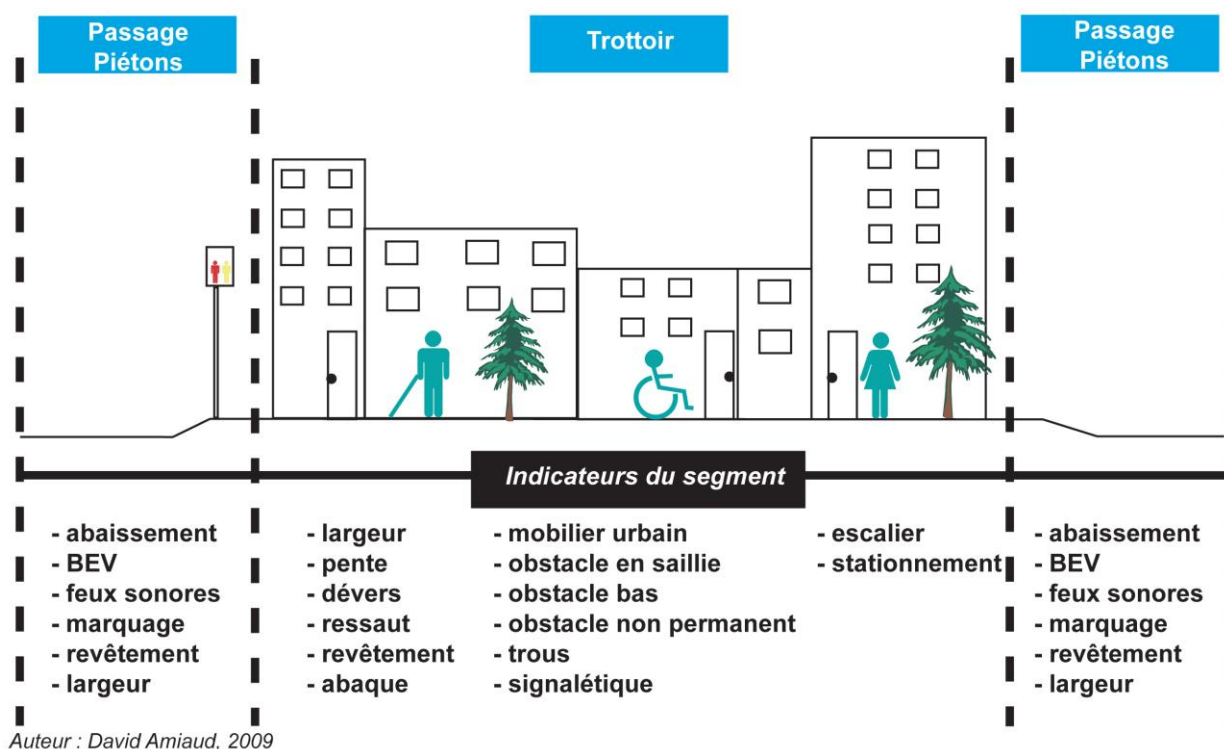 Passage
Piétons
Trottoir
Passage
Piétons
Indicateurs du segment
- abaissement
- BEV
- feux sonores
- marquage
- revêtement
- largeur
- largeur
- pente
- dévers
- ressaut
- revêtement
- abaque
- mobilier urbain
- obstacle en saillie
- obstacle bas
- obstacle non permanent
- trous
- signalétique
- escalier
- stationnement
- abaissement
- BEV
- feux sonores
- marquage
- revêtement
- largeur
Auteur : David Amiaud, 2009